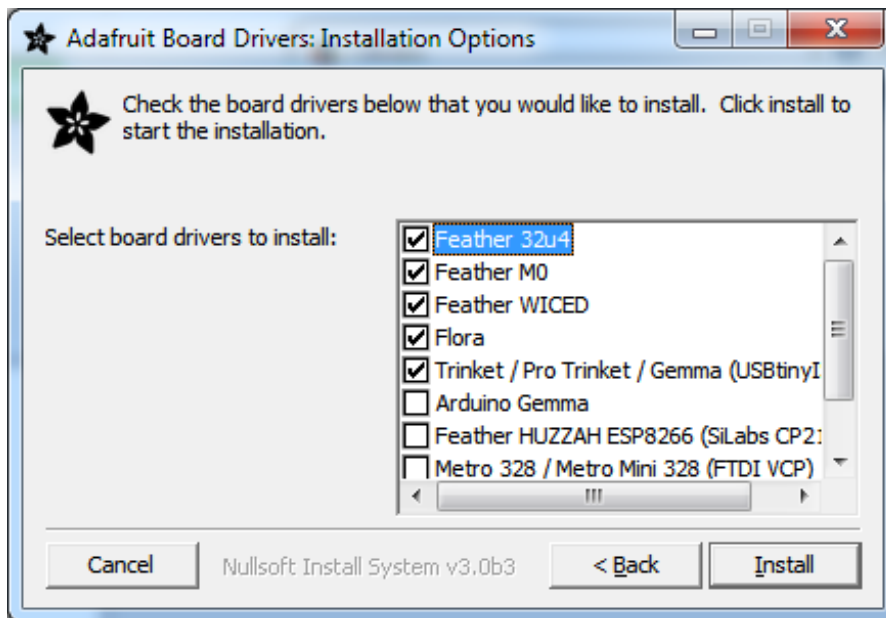 Adafruit Board Drivers: Installation Options
Check the board drivers below that you would like to install. Click install to
start the installation.
Select board drivers to install:
Feather 32u4
Feather M0
Feather WICED
Flora
Trinket / Pro Trinket / Gemma (USBtinyI
Arduino Gemma
Feather HUZZAH ESP8266 (SiLabs CP21
Metro 328 / Metro Mini 328 (FTDI VCP)
Cancel
Nullsoft Install System v3.0b3
< Back
Install